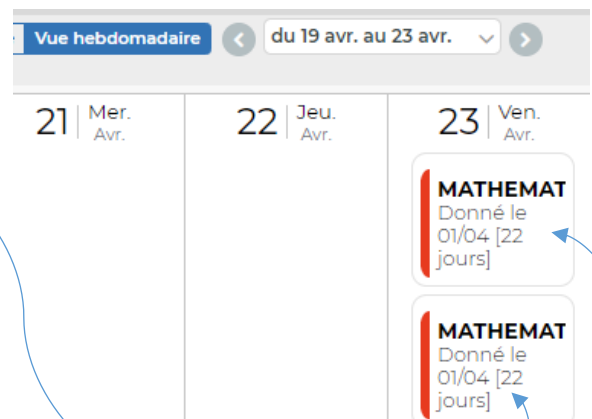 Vue hebdomadaire du 19 avr. au 23 avr.
21 Mer. Avr.
22 Jeu. Avr.
23 Ven. Avr.
MATHEMAT
Donné le
01/04 [22
jours]
MATHEMAT
Donné le
01/04 [22
jours]